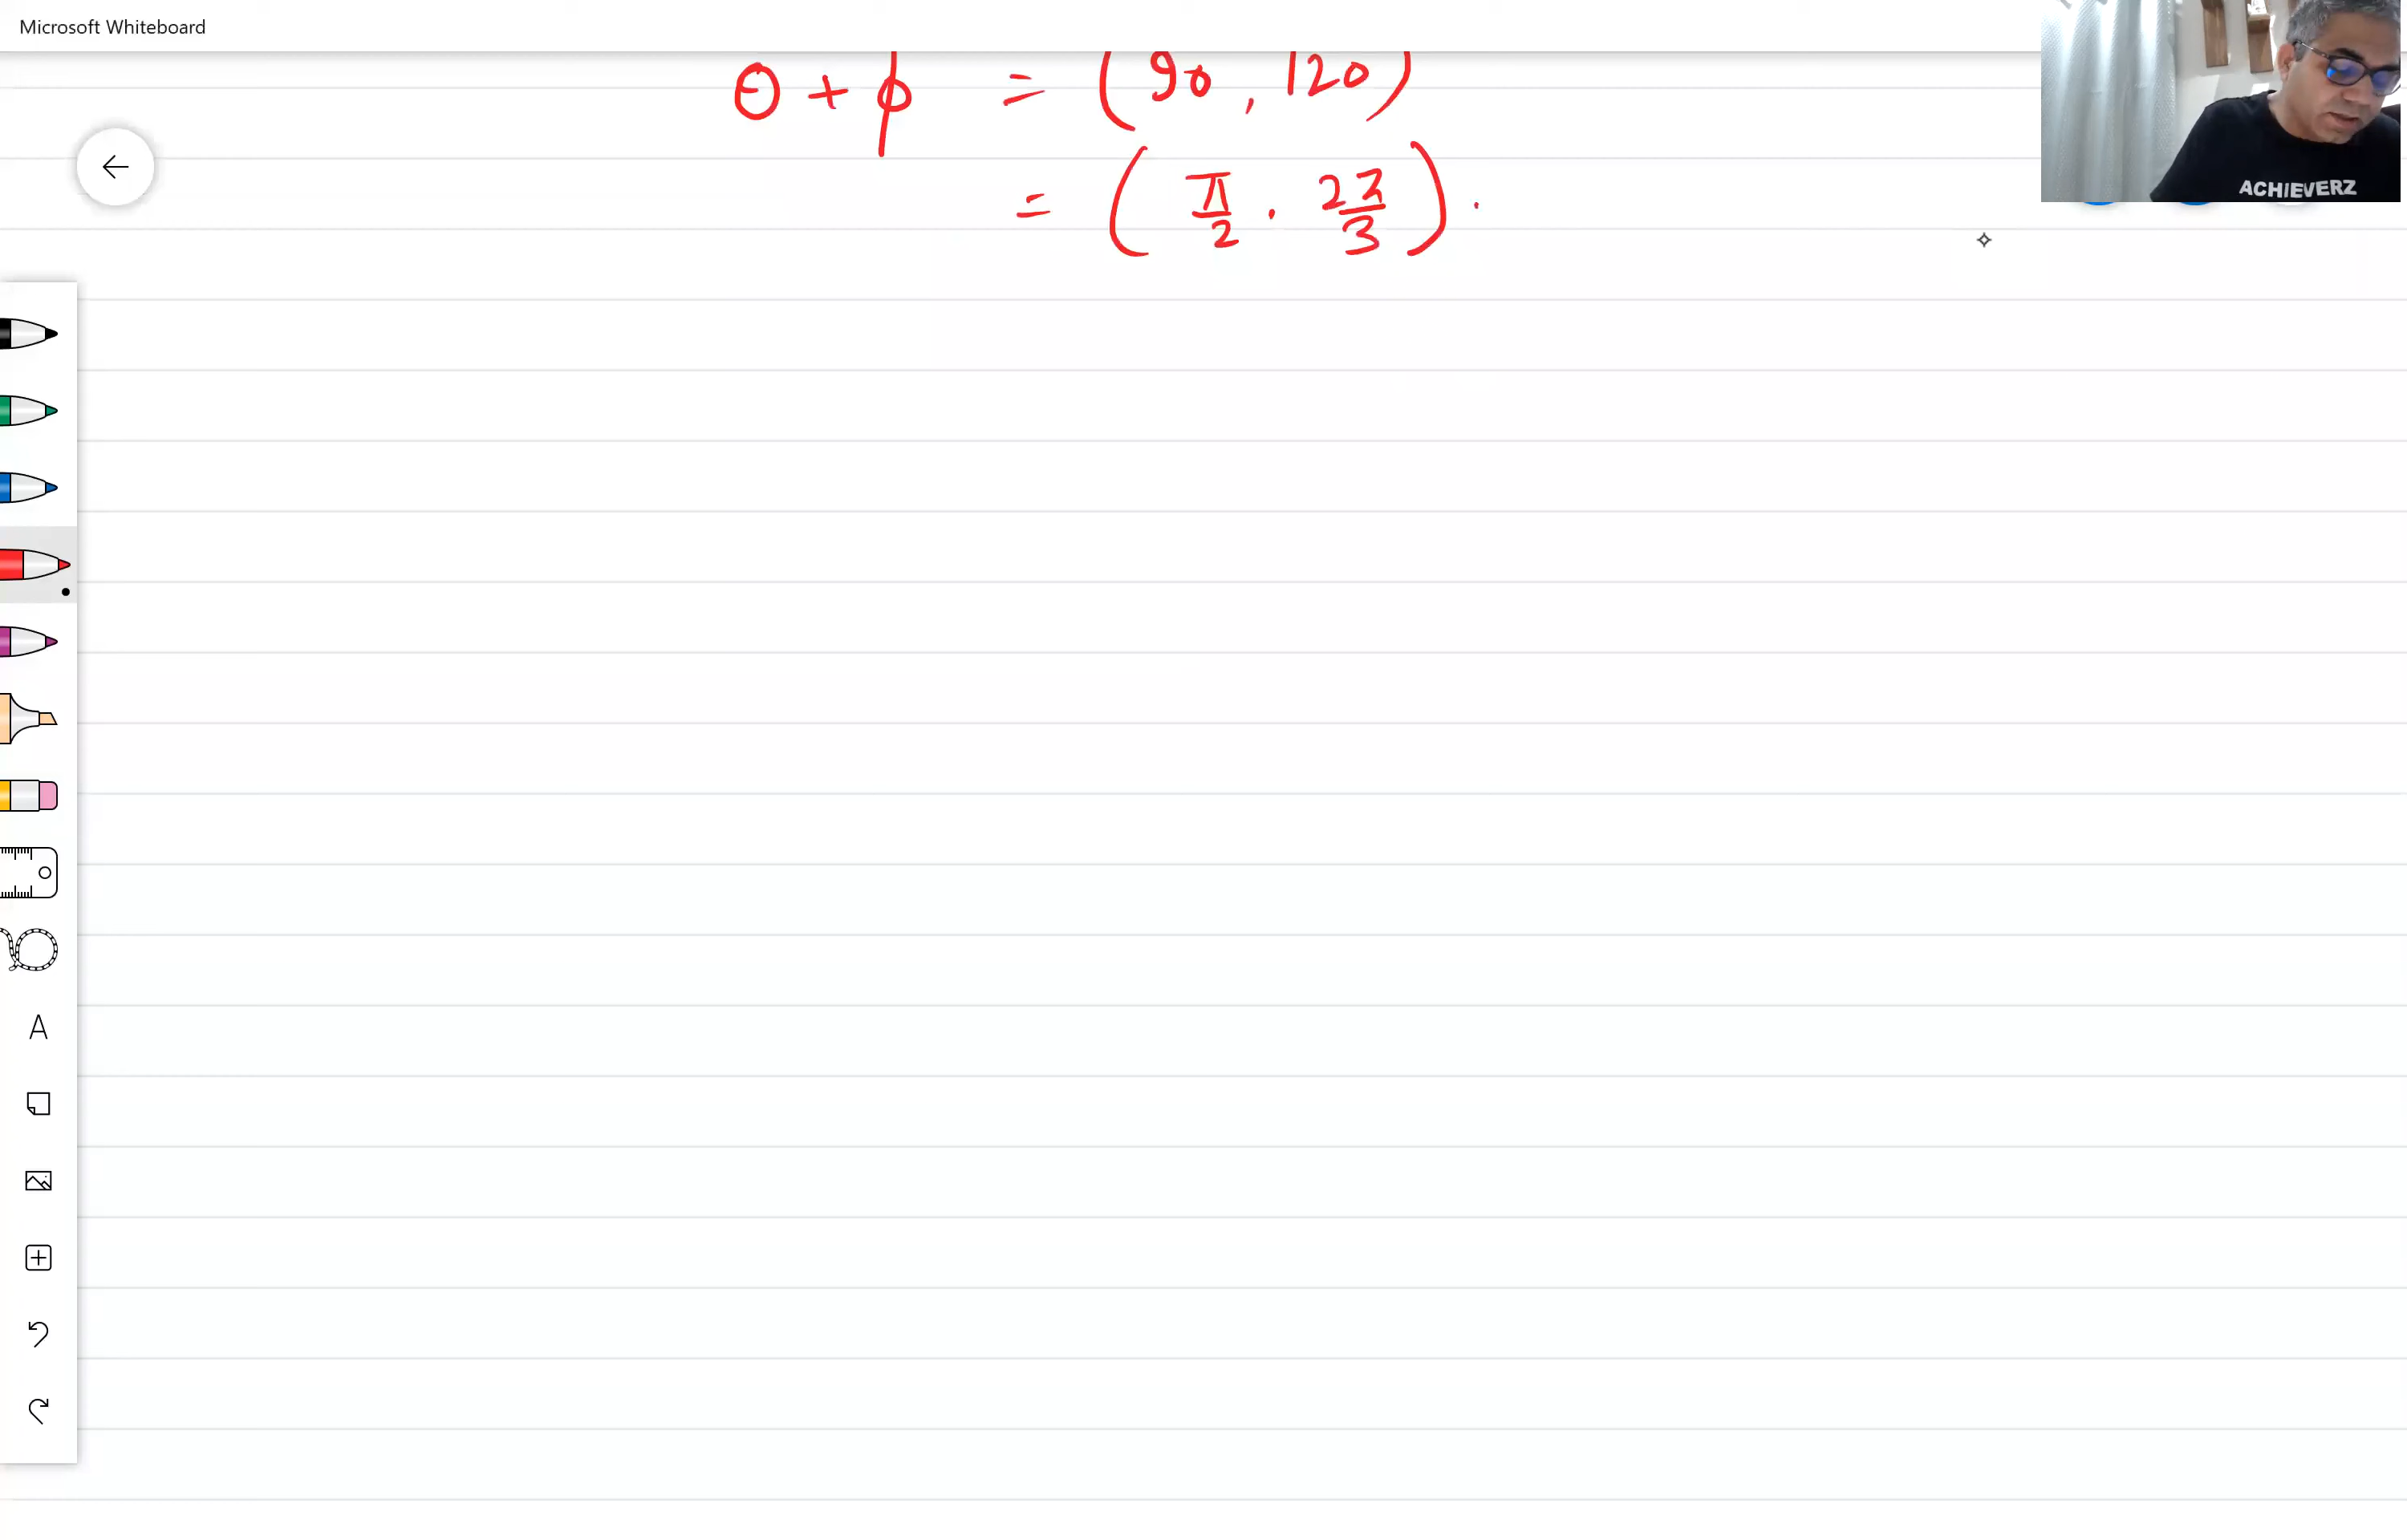 Microsoft Whiteboard
θ + ϕ = (90, 120)
= (π/2 . 2π/3) .
ACHIEVERZ
A